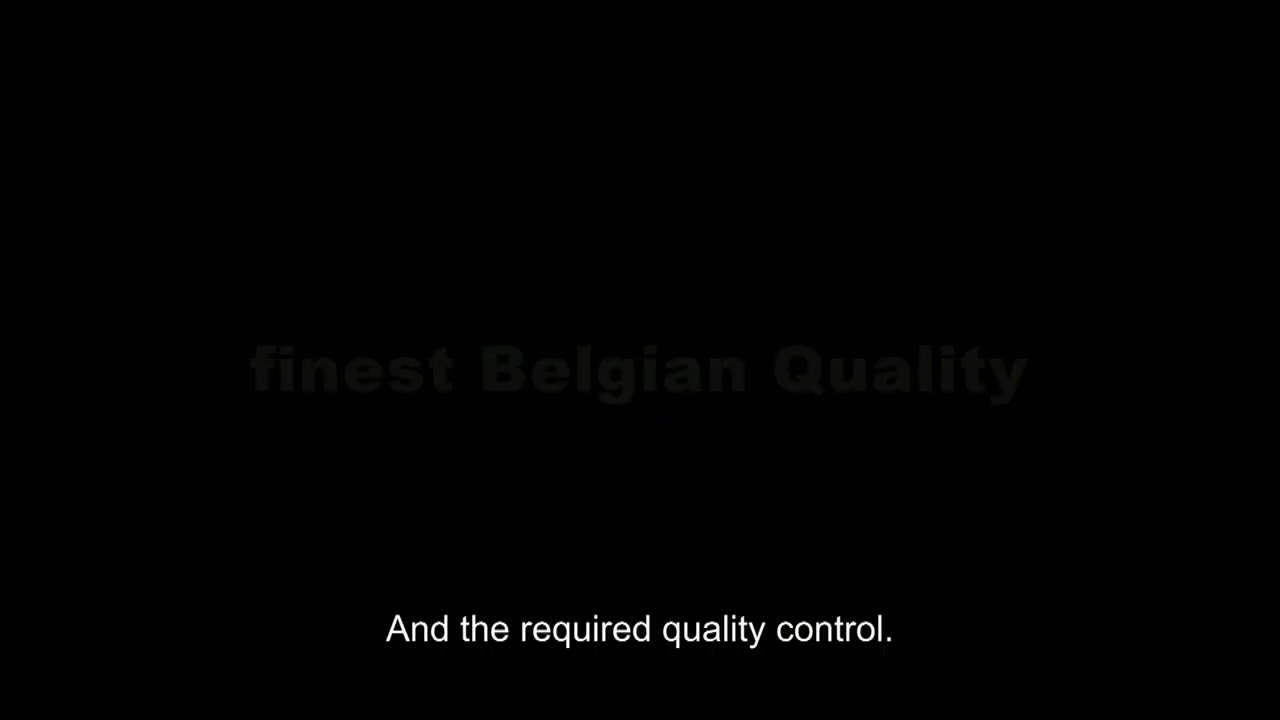 finest Belgian Quality
And the required quality control.